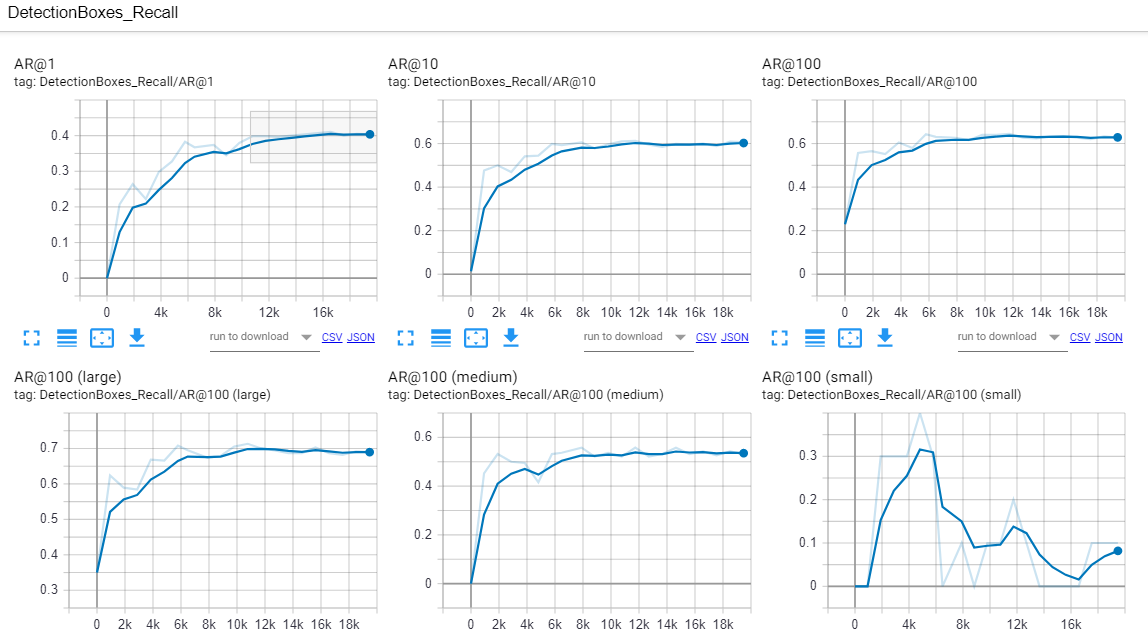 DetectionBoxes_Recall
AR@1
tag: DetectionBoxes_Recall/AR@1
0.4
0.3
0.2
0.1
0
0 4k 8k 12k 16k
run to download CSV JSON
AR@10
tag: DetectionBoxes_Recall/AR@10
0.6
0.4
0.2
0
0 2k 4k 6k 8k 10k 12k 14k 16k 18k
run to download CSV JSON
AR@100
tag: DetectionBoxes_Recall/AR@100
0.6
0.4
0.2
0
0 2k 4k 6k 8k 10k 12k 14k 16k 18k
run to download CSV JSON
AR@100 (large)
tag: DetectionBoxes_Recall/AR@100 (large)
0.7
0.6
0.5
0.4
0.3
0 2k 4k 6k 8k 10k 12k 14k 16k 18k
AR@100 (medium)
tag: DetectionBoxes_Recall/AR@100 (medium)
0.6
0.4
0.2
0
0 2k 4k 6k 8k 10k 12k 14k 16k 18k
AR@100 (small)
tag: DetectionBoxes_Recall/AR@100 (small)
0.3
0.2
0.1
0
0 4k 8k 12k 16k